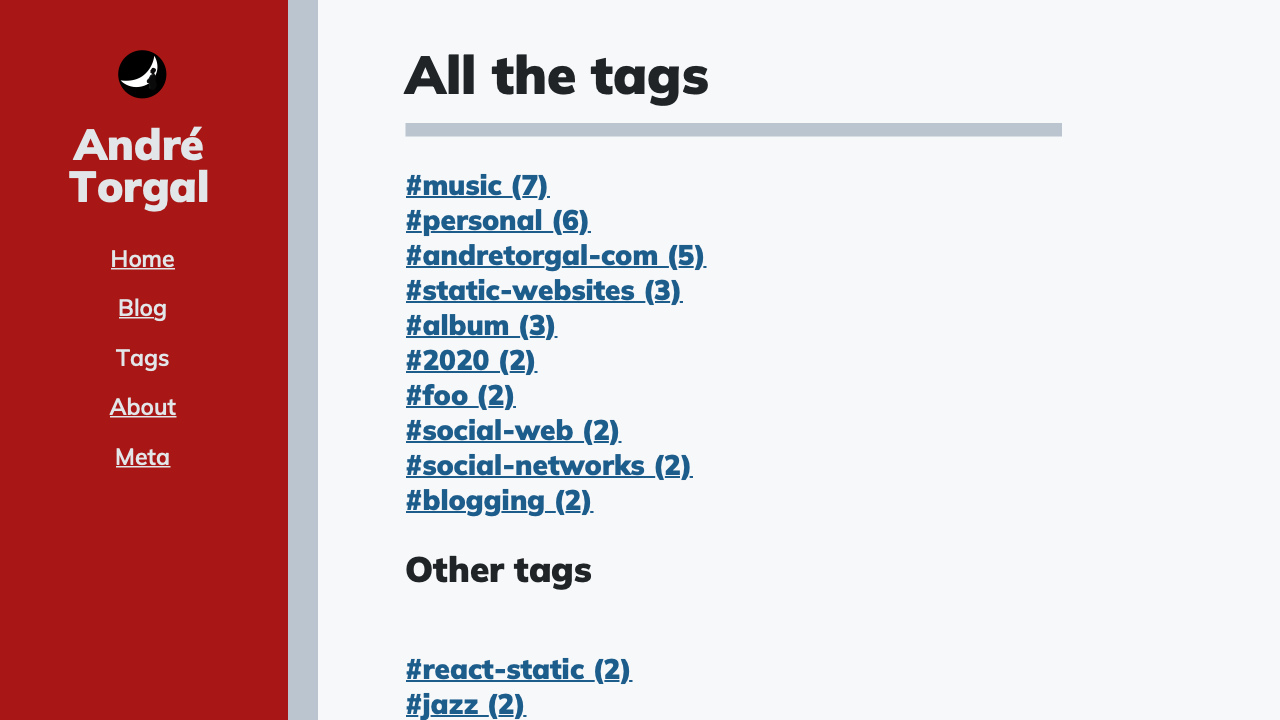 André
Torgal
Home
Blog
Tags
About
Meta
All the tags
#music (7)
#personal (6)
#andretorgal-com (5)
#static-websites (3)
#album (3)
#2020 (2)
#foo (2)
#social-web (2)
#social-networks (2)
#blogging (2)
Other tags
#react-static (2)
#jazz (2)